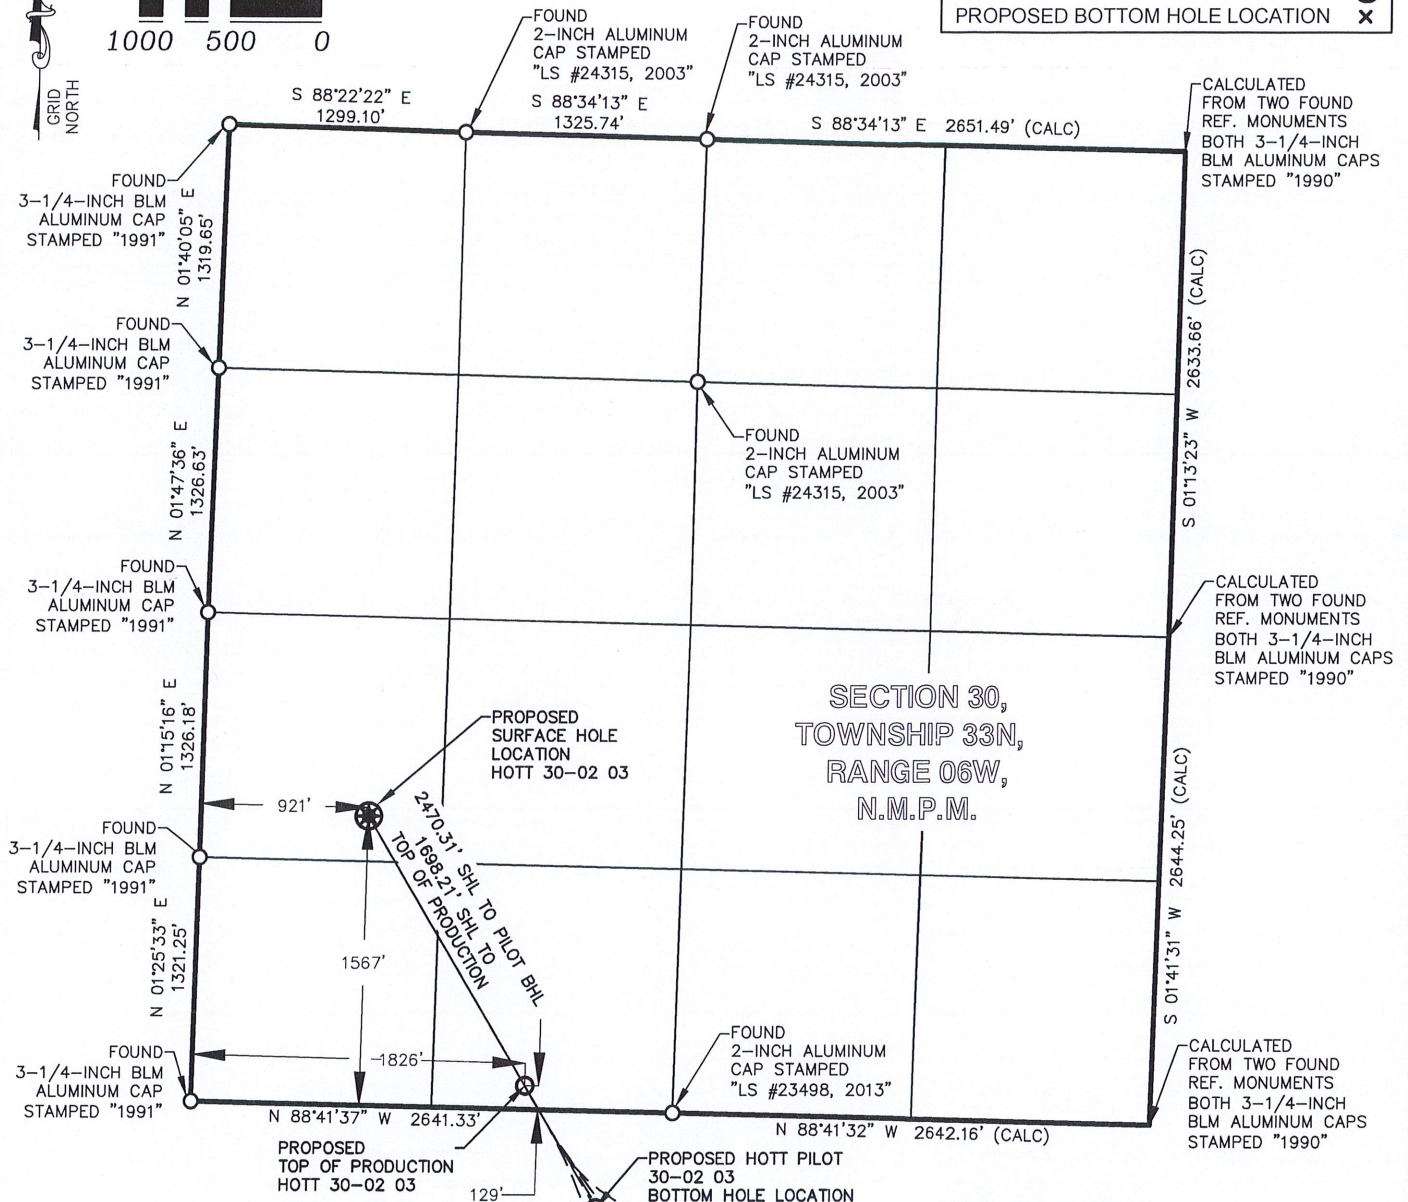 PROPOSED BOTTOM HOLE LOCATION
1000 500 0
GRID
NORTH
FOUND
2-INCH ALUMINUM
CAP STAMPED
"LS #24315, 2003"
FOUND
2-INCH ALUMINUM
CAP STAMPED
"LS #24315, 2003"
S 88°22'22" E
1299.10'
S 88°34'13" E
1325.74'
S 88°34'13" E 2651.49' (CALC)
CALCULATED
FROM TWO FOUND
REF. MONUMENTS
BOTH 3-1/4-INCH
BLM ALUMINUM CAPS
STAMPED "1990"
FOUND
3-1/4-INCH BLM
ALUMINUM CAP
STAMPED "1991"
N 01°40'05" E
1319.65'
S 01°13'23" W 2633.66' (CALC)
FOUND
3-1/4-INCH BLM
ALUMINUM CAP
STAMPED "1991"
FOUND
2-INCH ALUMINUM
CAP STAMPED
"LS #24315, 2003"
N 01°47'36" E
1326.63'
FOUND
3-1/4-INCH BLM
ALUMINUM CAP
STAMPED "1991"
CALCULATED
FROM TWO FOUND
REF. MONUMENTS
BOTH 3-1/4-INCH
BLM ALUMINUM CAPS
STAMPED "1990"
SECTION 30,
TOWNSHIP 33N,
RANGE 06W,
N.M.P.M.
N 01°15'16" E
1326.18'
PROPOSED
SURFACE HOLE
LOCATION
HOTT 30-02 03
921'
2470.31' SHL TO PILOT BHL
1698.21' SHL TO
TOP OF PRODUCTION
S 01°41'31" W 2644.25' (CALC)
FOUND
3-1/4-INCH BLM
ALUMINUM CAP
STAMPED "1991"
N 01°25'33" E
1321.25'
1567'
FOUND
3-1/4-INCH BLM
ALUMINUM CAP
STAMPED "1991"
1826'
FOUND
2-INCH ALUMINUM
CAP STAMPED
"LS #23498, 2013"
CALCULATED
FROM TWO FOUND
REF. MONUMENTS
BOTH 3-1/4-INCH
BLM ALUMINUM CAPS
STAMPED "1990"
N 88°41'37" W 2641.33'
N 88°41'32" W 2642.16' (CALC)
PROPOSED
TOP OF PRODUCTION
HOTT 30-02 03
129'
PROPOSED HOTT PILOT
30-02 03
BOTTOM HOLE LOCATION